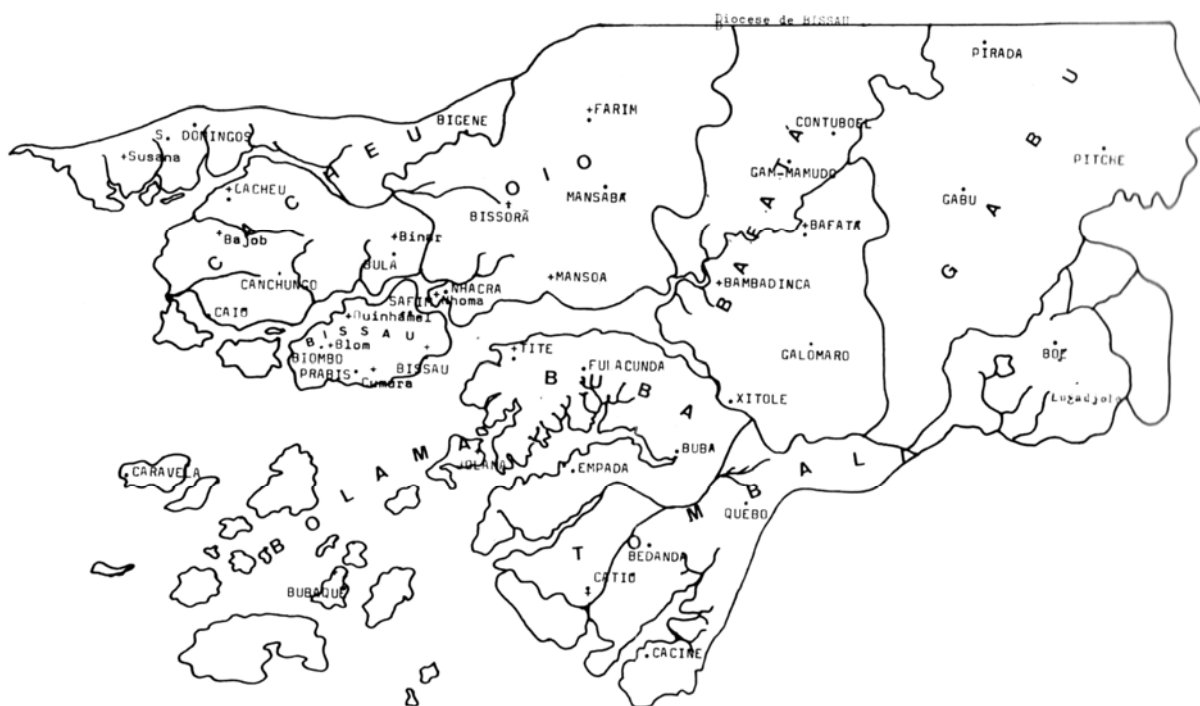 Diocese de BISSAU
PIRADA
FARIM
BIGENE
S. DOMINGOS
CONTUBOEL
Susana
PITCHE
GAM-MAMUDO
CACHEU
MANSABA
GABU
BISSORÃ
BAFATA
Bajob
Binar
BULA
CANCHUNGO
MANSOA
BAMBADINCA
NHACRA
Nhoma
SAFIM
CAIO
Quinhamel
BISSAU
Blom
BIOMBO
BISSAU
PRABIS
Cumura
TITE
GALOMARO
BOE
FULACUNDA
Lugadjola
XITOLE
BUBA
CARAVELA
EMPADA
QUEBO
BEDANDA
CATIO
BUBAQUE
CACINE
CACHEU
OIO
BAFATA
GABU
BUBA
BOLAMA
TOMBALI